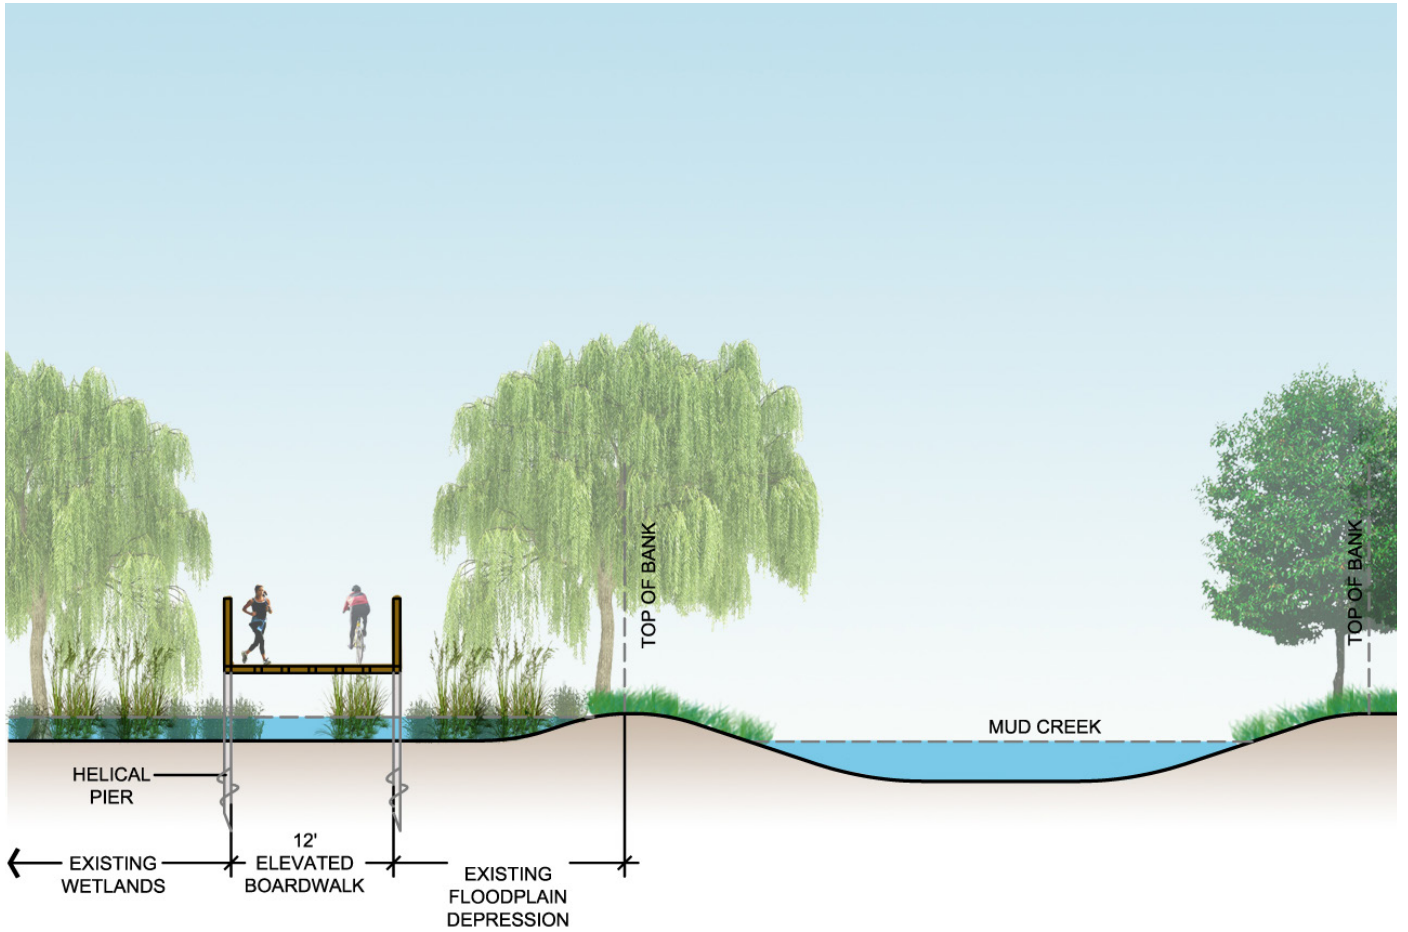 TOP OF BANK
TOP OF BANK
MUD CREEK
HELICAL
PIER
EXISTING
WETLANDS
12'
ELEVATED
BOARDWALK
EXISTING
FLOODPLAIN
DEPRESSION